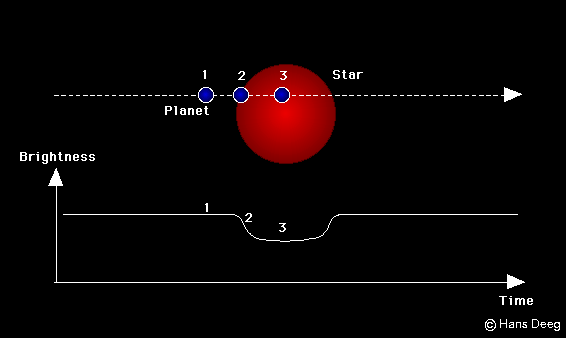 1 2 3 Star
Planet
Brightness
1
2
3
Time
© Hans Deeg